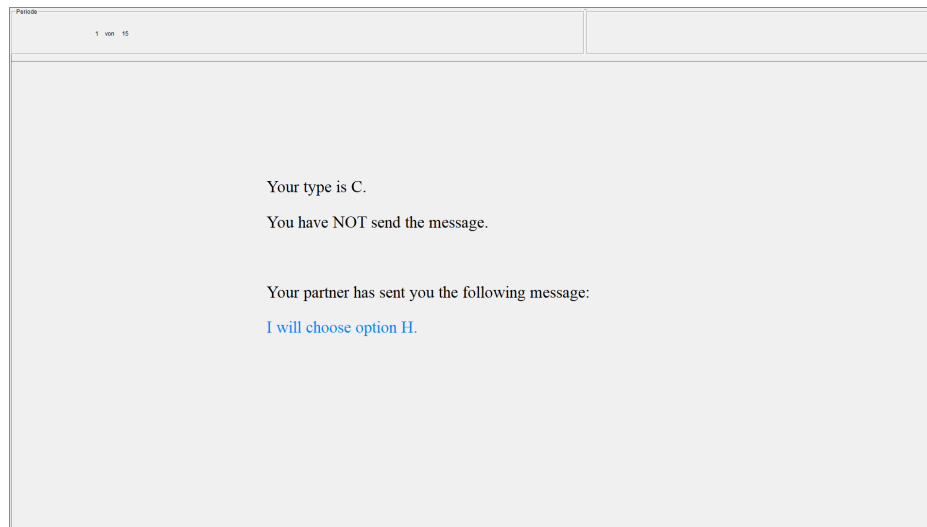 Periode
1 von 15
Your type is C.
You have NOT send the message.
Your partner has sent you the following message:
I will choose option H.